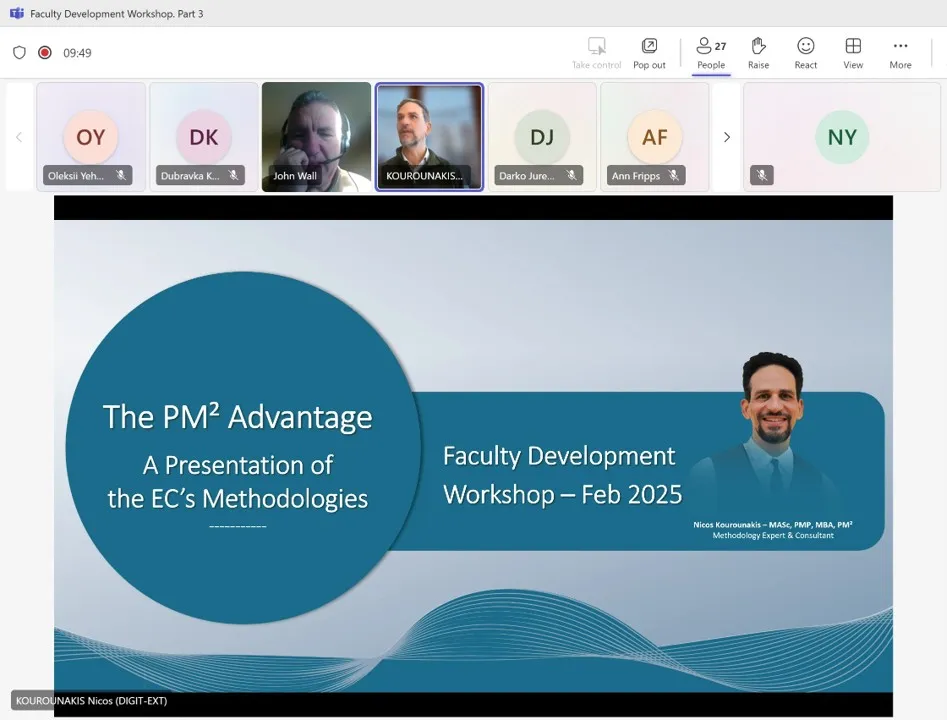 Faculty Development Workshop. Part 3
09:49
Take control
Pop out
27
People
Raise
React
View
More
OY
Oleksii Yeh...
DK
Dubravka K...
John Wall
KOUROUNAKIS...
DJ
Darko Jure...
AF
Ann Fripps
NY
The PM² Advantage
A Presentation of
the EC's Methodologies
-----------
Faculty Development
Workshop – Feb 2025
Nicos Kourounakis – MASc, PMP, MBA, PM²
Methodology Expert & Consultant
KOUROUNAKIS Nicos (DIGIT-EXT)